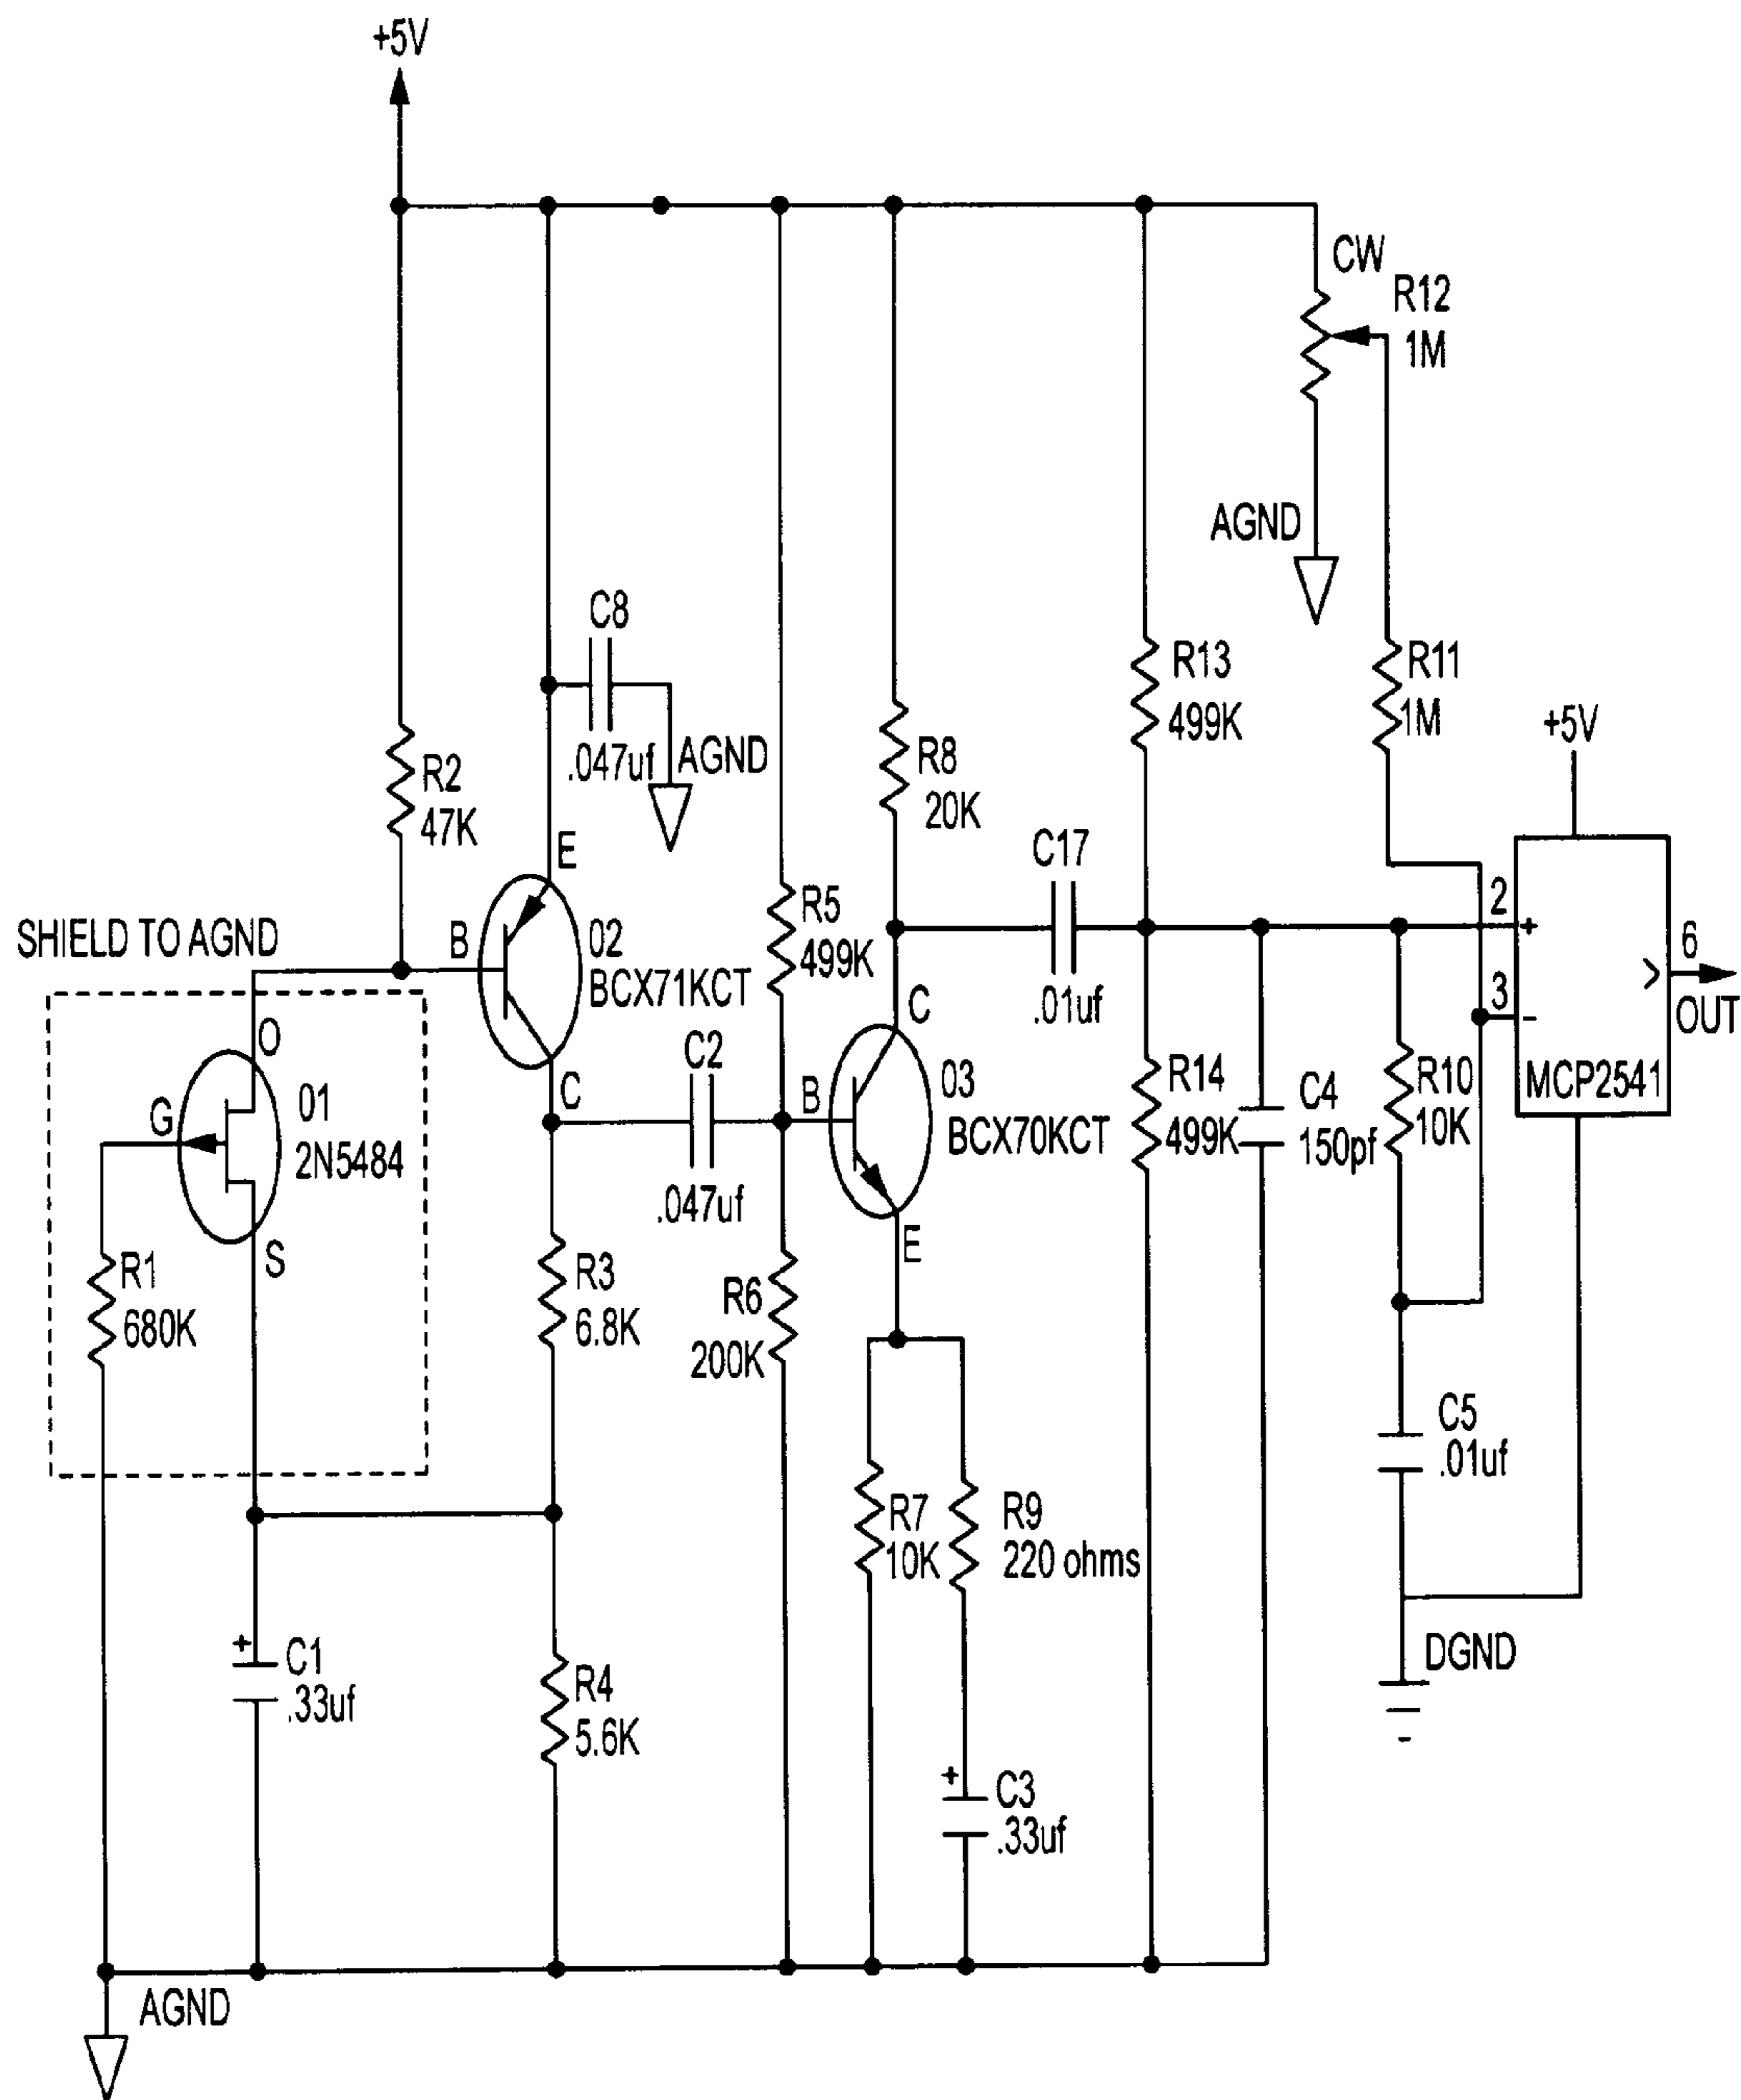 +5V
CW
R12
1M
AGND
C8
.047uf
AGND
R2
47K
R13
499K
R11
1M
+5V
R8
20K
E
C17
.01uf
SHIELD TO AGND
B
02
BCX71KCT
R5
499K
2
+
6
>
OUT
3
-
MCP2541
C
O
G
01
2N5484
S
C
C2
.047uf
B
03
BCX70KCT
E
R14
499K
C4
150pf
R10
10K
R1
680K
R3
6.8K
R6
200K
C5
.01uf
R7
10K
R9
220 ohms
+
C1
.33uf
R4
5.6K
DGND
+
C3
.33uf
AGND